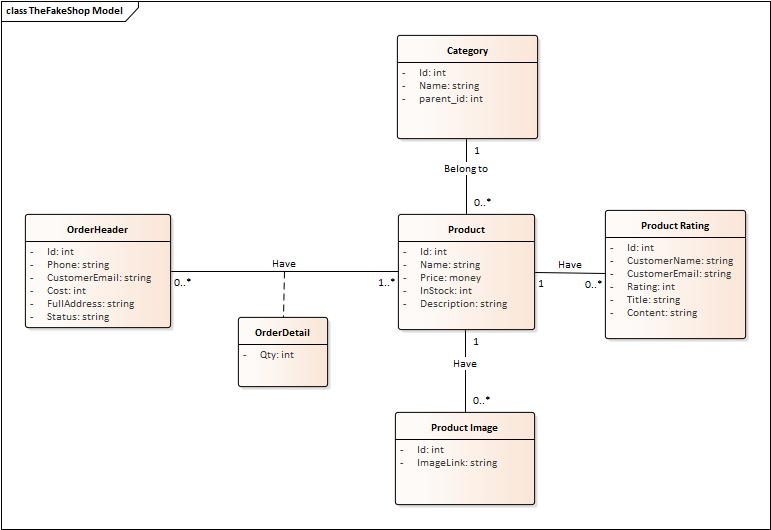 class TheFakeShop Model
Category
- Id: int
- Name: string
- parent_id: int
1
Belong to
0..*
OrderHeader
- Id: int
- Phone: string
- CustomerEmail: string
- Cost: int
- FullAddress: string
- Status: string
Have
0..*
1..*
Product
- Id: int
- Name: string
- Price: money
- InStock: int
- Description: string
Have
1
0..*
Product Rating
- Id: int
- CustomerName: string
- CustomerEmail: string
- Rating: int
- Title: string
- Content: string
OrderDetail
- Qty: int
1
Have
0..*
Product Image
- Id: int
- ImageLink: string